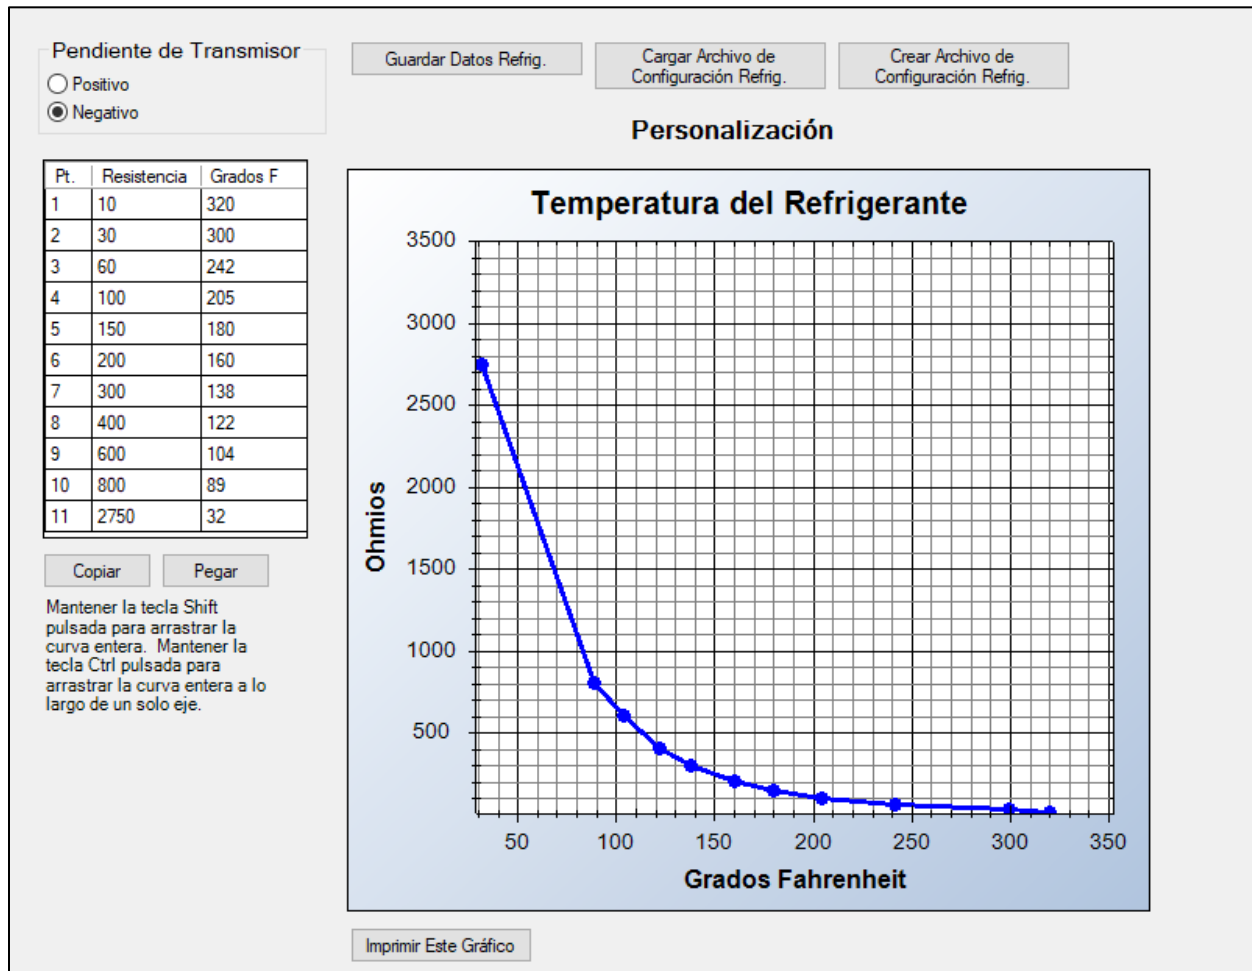 Pendiente de Transmisor
Positivo
Negativo
Guardar Datos Refrig.
Cargar Archivo de
Configuración Refrig.
Crear Archivo de
Configuración Refrig.
Personalización
Pt. Resistencia Grados F
1 10 320
2 30 300
3 60 242
4 100 205
5 150 180
6 200 160
7 300 138
8 400 122
9 600 104
10 800 89
11 2750 32
Copiar Pegar
Mantener la tecla Shift
pulsada para arrastrar la
curva entera. Mantener la
tecla Ctrl pulsada para
arrastrar la curva entera a lo
largo de un solo eje.
Temperatura del Refrigerante
3500
3000
2500
2000
1500
1000
500
Ohmios
50 100 150 200 250 300 350
Grados Fahrenheit
Imprimir Este Gráfico